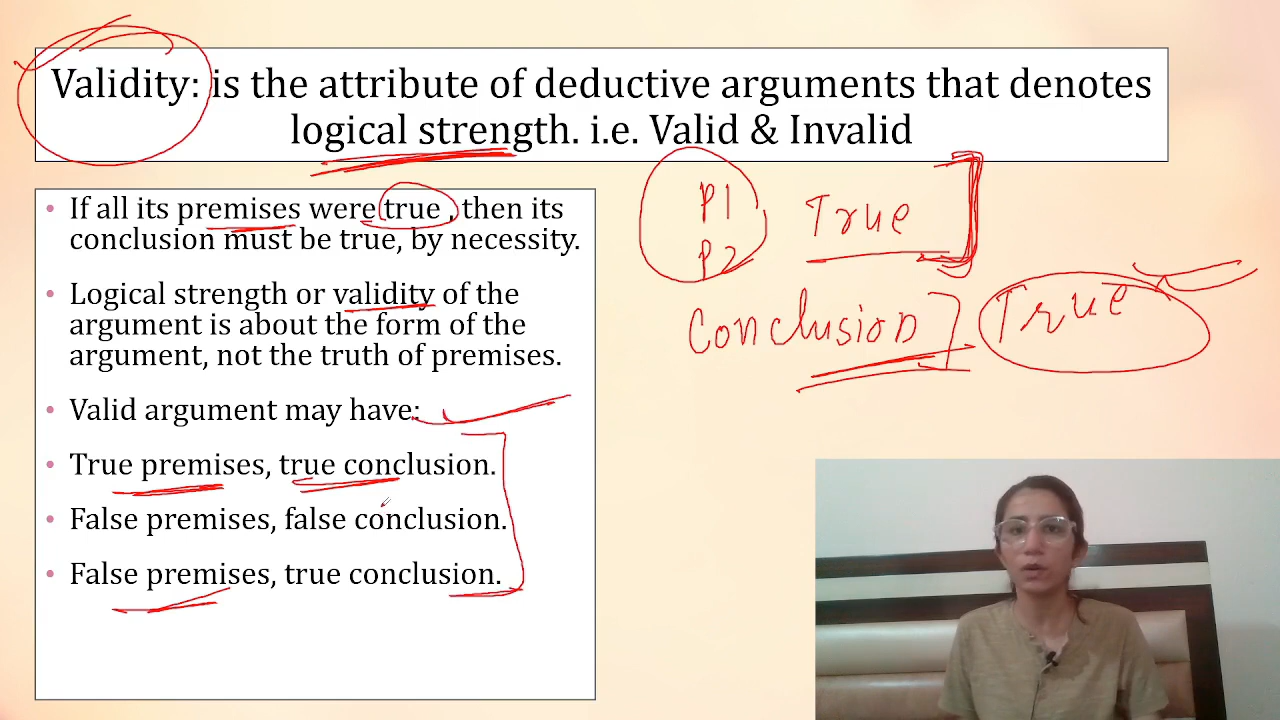 Validity: is the attribute of deductive arguments that denotes
logical strength. i.e. Valid & Invalid
• If all its premises were true , then its
conclusion must be true, by necessity.
• Logical strength or validity of the
argument is about the form of the
argument, not the truth of premises.
• Valid argument may have:
• True premises, true conclusion.
• False premises, false conclusion.
• False premises, true conclusion.
P1
P2
True
Conclusion
True